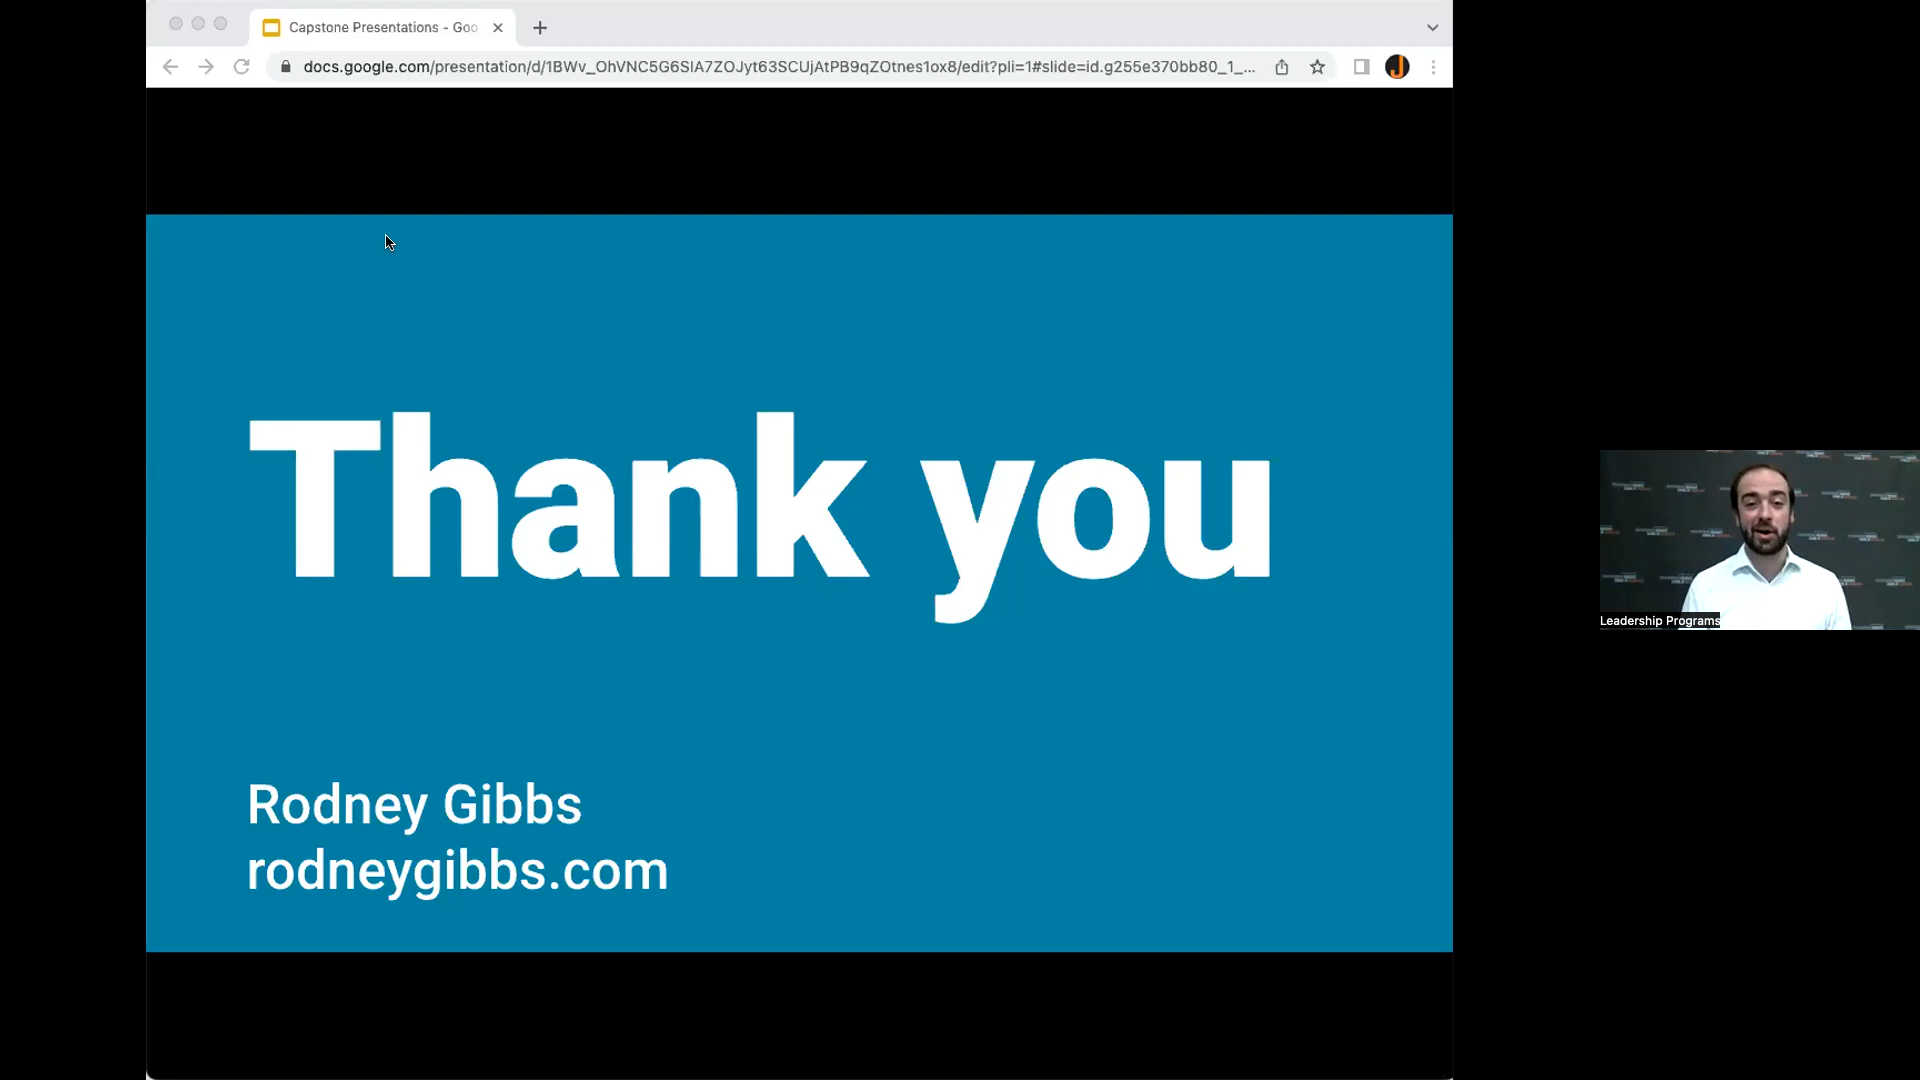 Capstone Presentations - Goo
docs.google.com/presentation/d/1BWv_OhVNC5G6SlA7ZOJyt63SCUjAtPB9qZOtnes1ox8/edit?pli=1#slide=id.g255e370bb80_1_...
Thank you
Rodney Gibbs
rodneygibbs.com
Leadership Programs